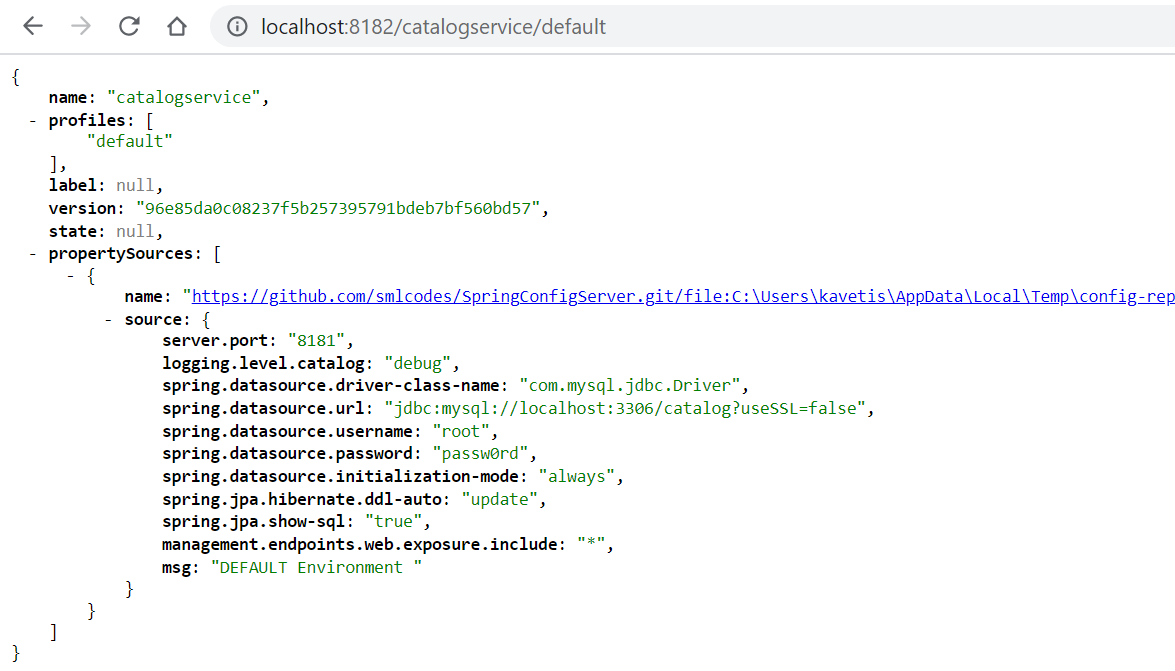 localhost:8182/catalogservice/default
{
name: "catalogservice",
- profiles: [
"default"
],
label: null,
version: "96e85da0c08237f5b257395791bdeb7bf560bd57",
state: null,
- propertySources: [
- {
name: "https://github.com/smlcodes/SpringConfigServer.git/file:C:\Users\kavetis\AppData\Local\Temp\config-rep
- source: {
server.port: "8181",
logging.level.catalog: "debug",
spring.datasource.driver-class-name: "com.mysql.jdbc.Driver",
spring.datasource.url: "jdbc:mysql://localhost:3306/catalog?useSSL=false",
spring.datasource.username: "root",
spring.datasource.password: "passw0rd",
spring.datasource.initialization-mode: "always",
spring.jpa.hibernate.ddl-auto: "update",
spring.jpa.show-sql: "true",
management.endpoints.web.exposure.include: "*",
msg: "DEFAULT Environment "
}
}
]
}